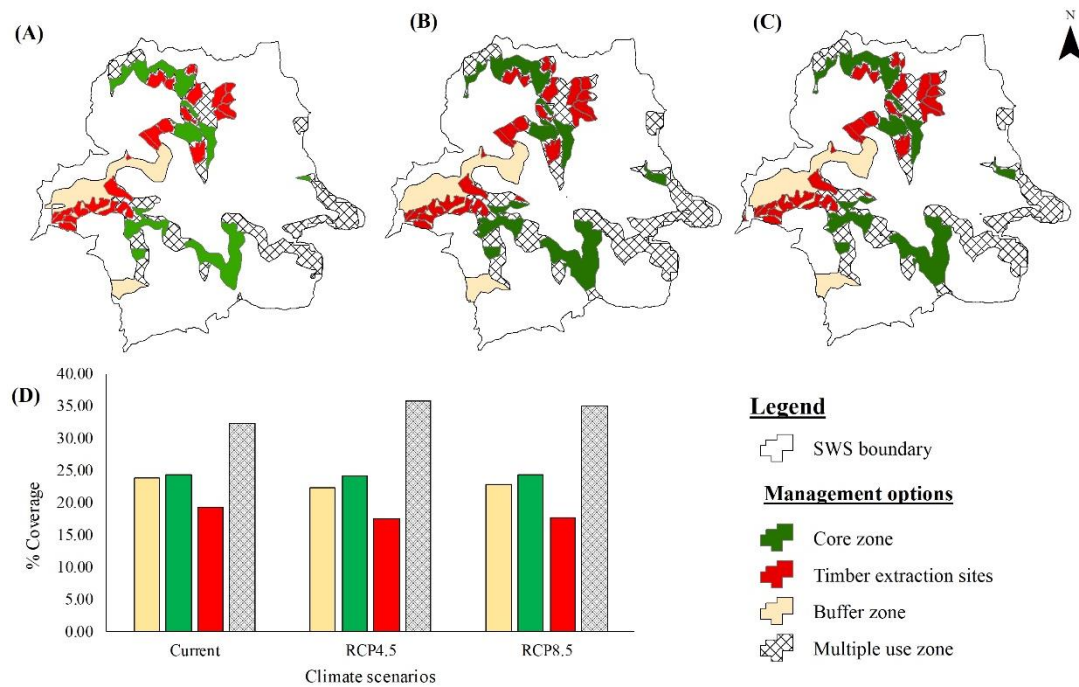 (A)
(B)
(C)
N
(D)
40.00
35.00
30.00
25.00
20.00
15.00
10.00
5.00
0.00
% Coverage
Current
RCP4.5
RCP8.5
Climate scenarios
Legend
SWS boundary
Management options
Core zone
Timber extraction sites
Buffer zone
Multiple use zone